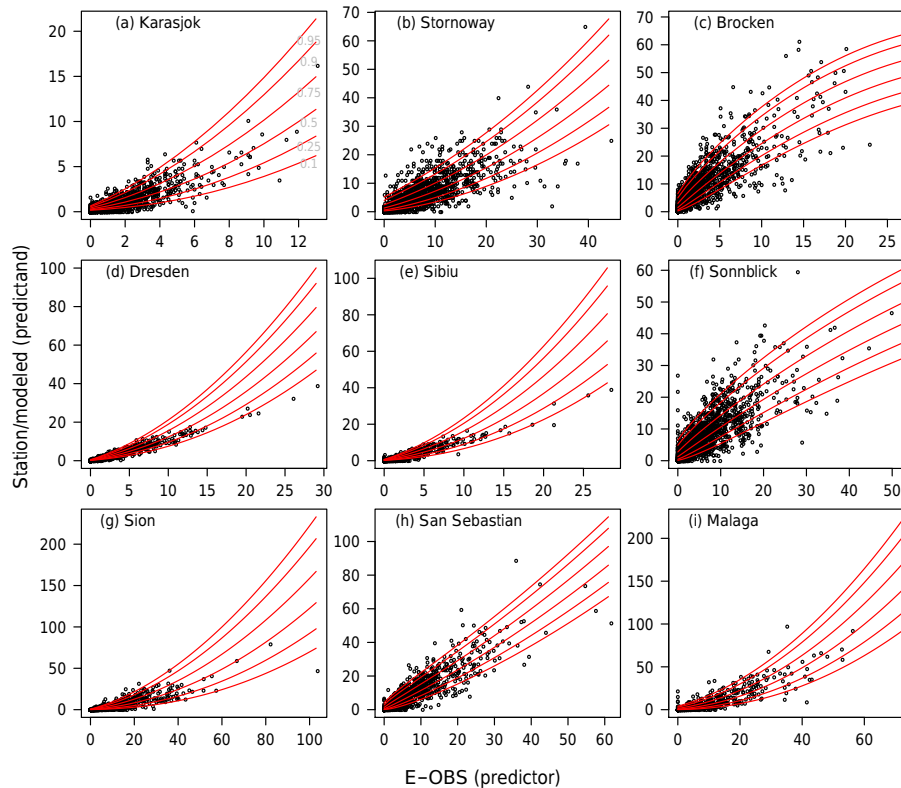 (a) Karasjok
(b) Stornoway
(c) Brocken
0.95
0.9
0.75
0.5
0.25
0.1
0 5 10 15 20
0 2 4 6 8 10 12
0 10 20 30 40 50 60 70
0 10 20 30 40
0 10 20 30 40 50 60 70
0 5 10 15 20 25
(d) Dresden
(e) Sibiu
(f) Sonnblick
0 20 40 60 80 100
0 5 10 15 20 25 30
0 20 40 60 80 100
0 5 10 15 20 25
0 10 20 30 40 50 60
0 10 20 30 40 50
(g) Sion
(h) San Sebastian
(i) Malaga
0 50 100 150 200
0 20 40 60 80 100
0 20 40 60 80 100
0 10 20 30 40 50 60
0 50 100 150 200
0 20 40 60
Station/modeled (predictand)
E−OBS (predictor)